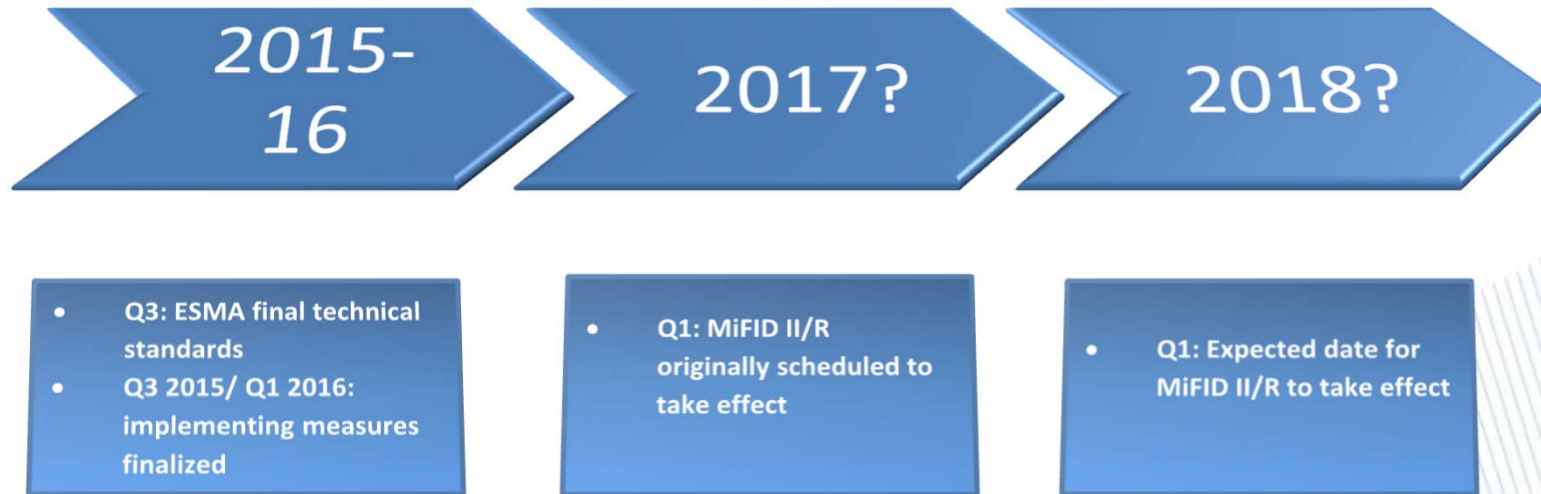 2015-
16
2017?
2018?
• Q3: ESMA final technical
standards
• Q3 2015/ Q1 2016:
implementing measures
finalized
• Q1: MiFID II/R
originally scheduled to
take effect
• Q1: Expected date for
MiFID II/R to take effect